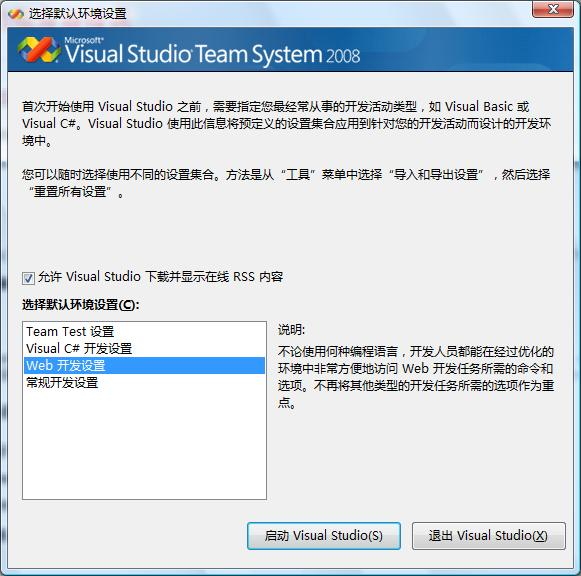 选择默认环境设置
Microsoft®
Visual Studio Team System 2008
首次开始使用 Visual Studio 之前，需要指定您最经常从事的开发活动类型，如 Visual Basic 或
Visual C#。Visual Studio 使用此信息将预定义的设置集合应用到针对您的开发活动而设计的开发环
境中。
您可以随时选择使用不同的设置集合。方法是从“工具”菜单中选择“导入和导出设置”，然后选择
“重置所有设置”。
允许 Visual Studio 下载并显示在线 RSS 内容
选择默认环境设置(C):
Team Test 设置
Visual C# 开发设置
Web 开发设置
常规开发设置
说明:
不论使用何种编程语言，开发人员都能在经过优化的
环境中非常方便地访问 Web 开发任务所需的命令和
选项。不再将其他类型的开发任务所需的选项作为重
点。
启动 Visual Studio(S)
退出 Visual Studio(X)